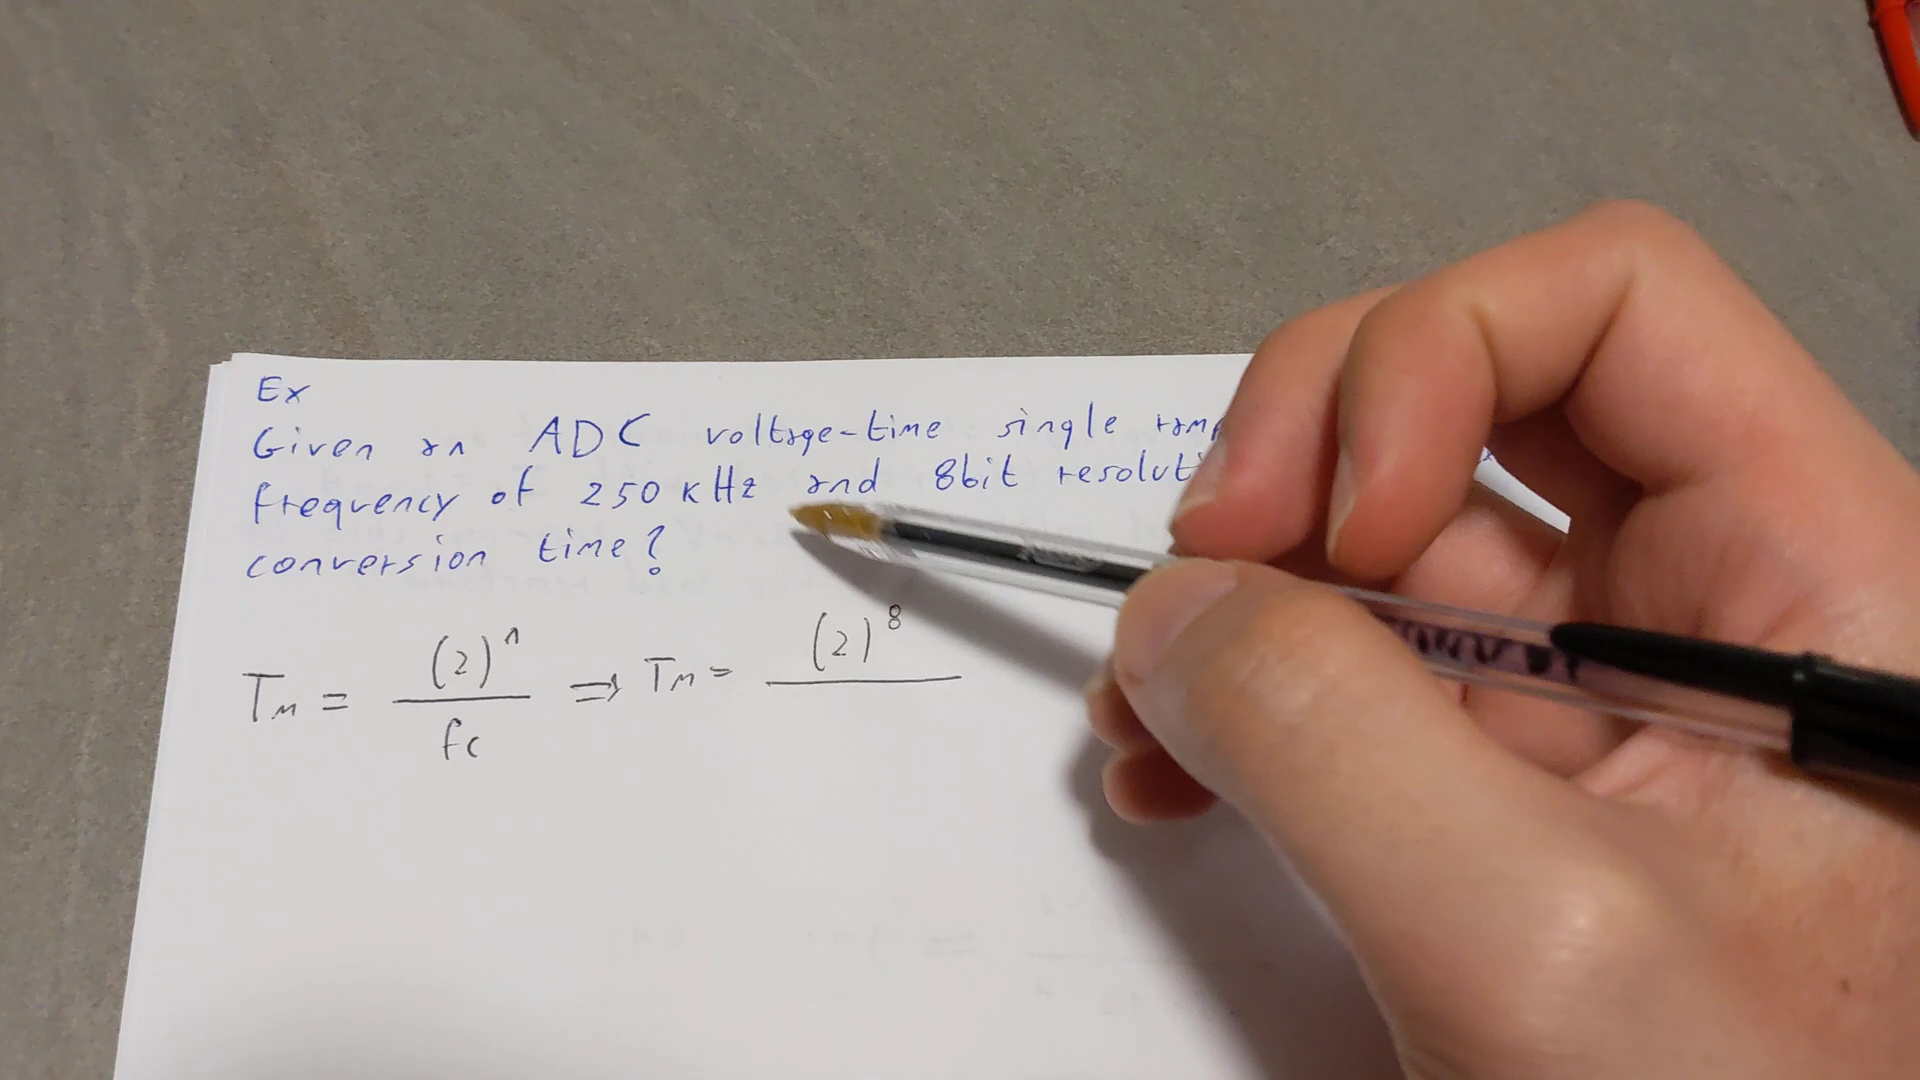 Ex
Given an ADC voltage-time single
frequency of 250 kHz and 8bit
conversion time?
TM = (2)^n / fc ⇒ TM = (2)^8